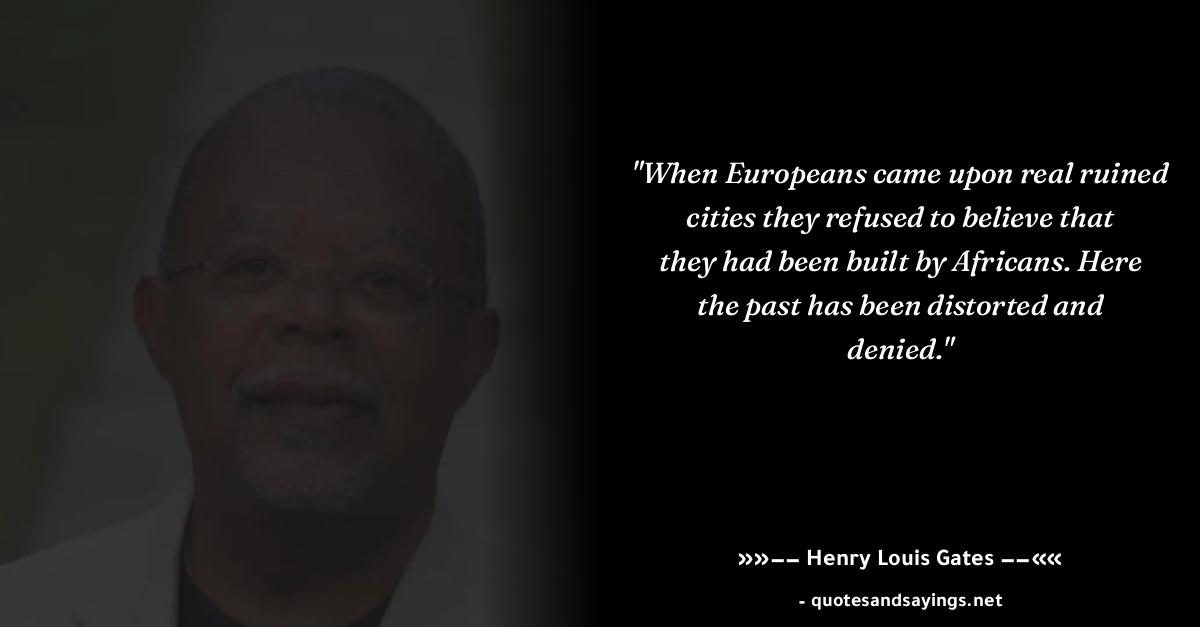 "When Europeans came upon real ruined
cities they refused to believe that
they had been built by Africans. Here
the past has been distorted and
denied."
»»−− Henry Louis Gates −−««
- quotesandsayings.net